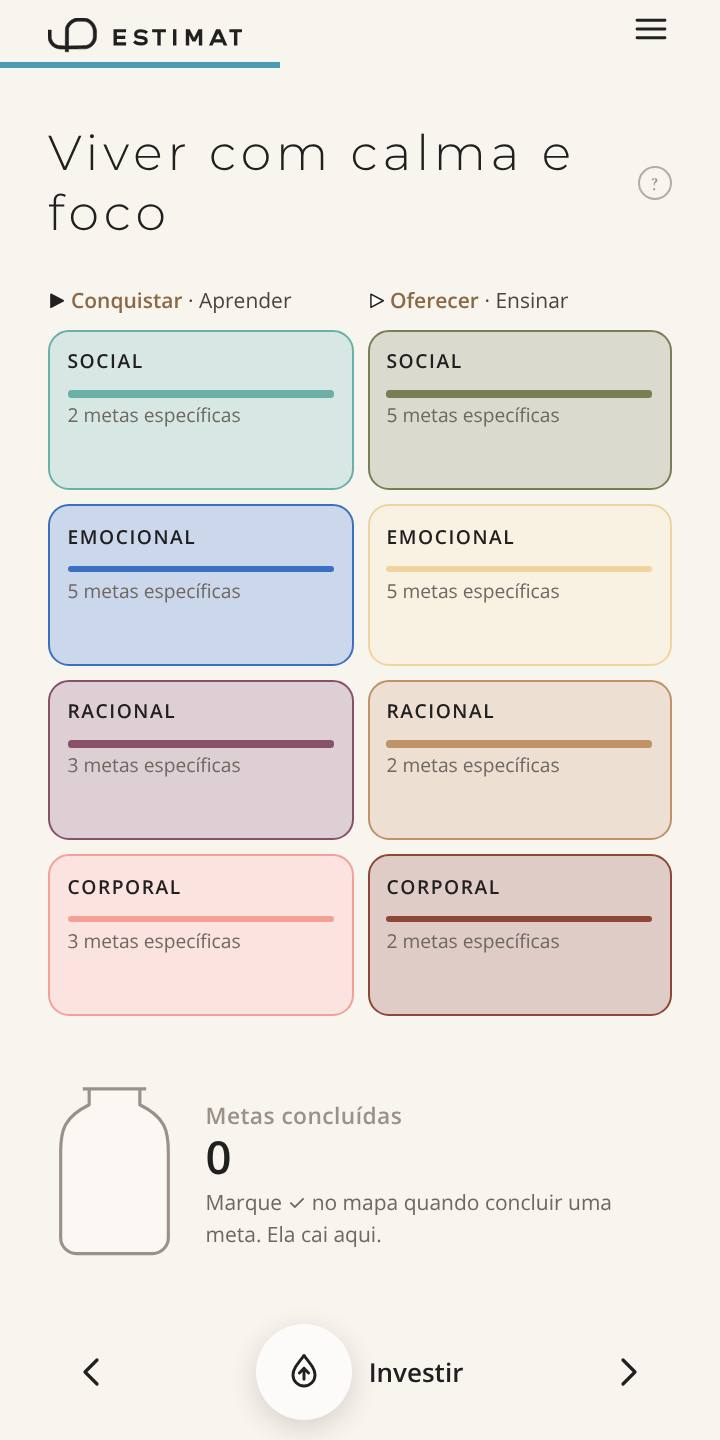 ESTIMAT
Viver com calma e
foco
?
▶ Conquistar · Aprender
▷ Oferecer · Ensinar
SOCIAL
2 metas específicas
SOCIAL
5 metas específicas
EMOCIONAL
5 metas específicas
EMOCIONAL
5 metas específicas
RACIONAL
3 metas específicas
RACIONAL
2 metas específicas
CORPORAL
3 metas específicas
CORPORAL
2 metas específicas
Metas concluídas
0
Marque ✓ no mapa quando concluir uma
meta. Ela cai aqui.
Investir